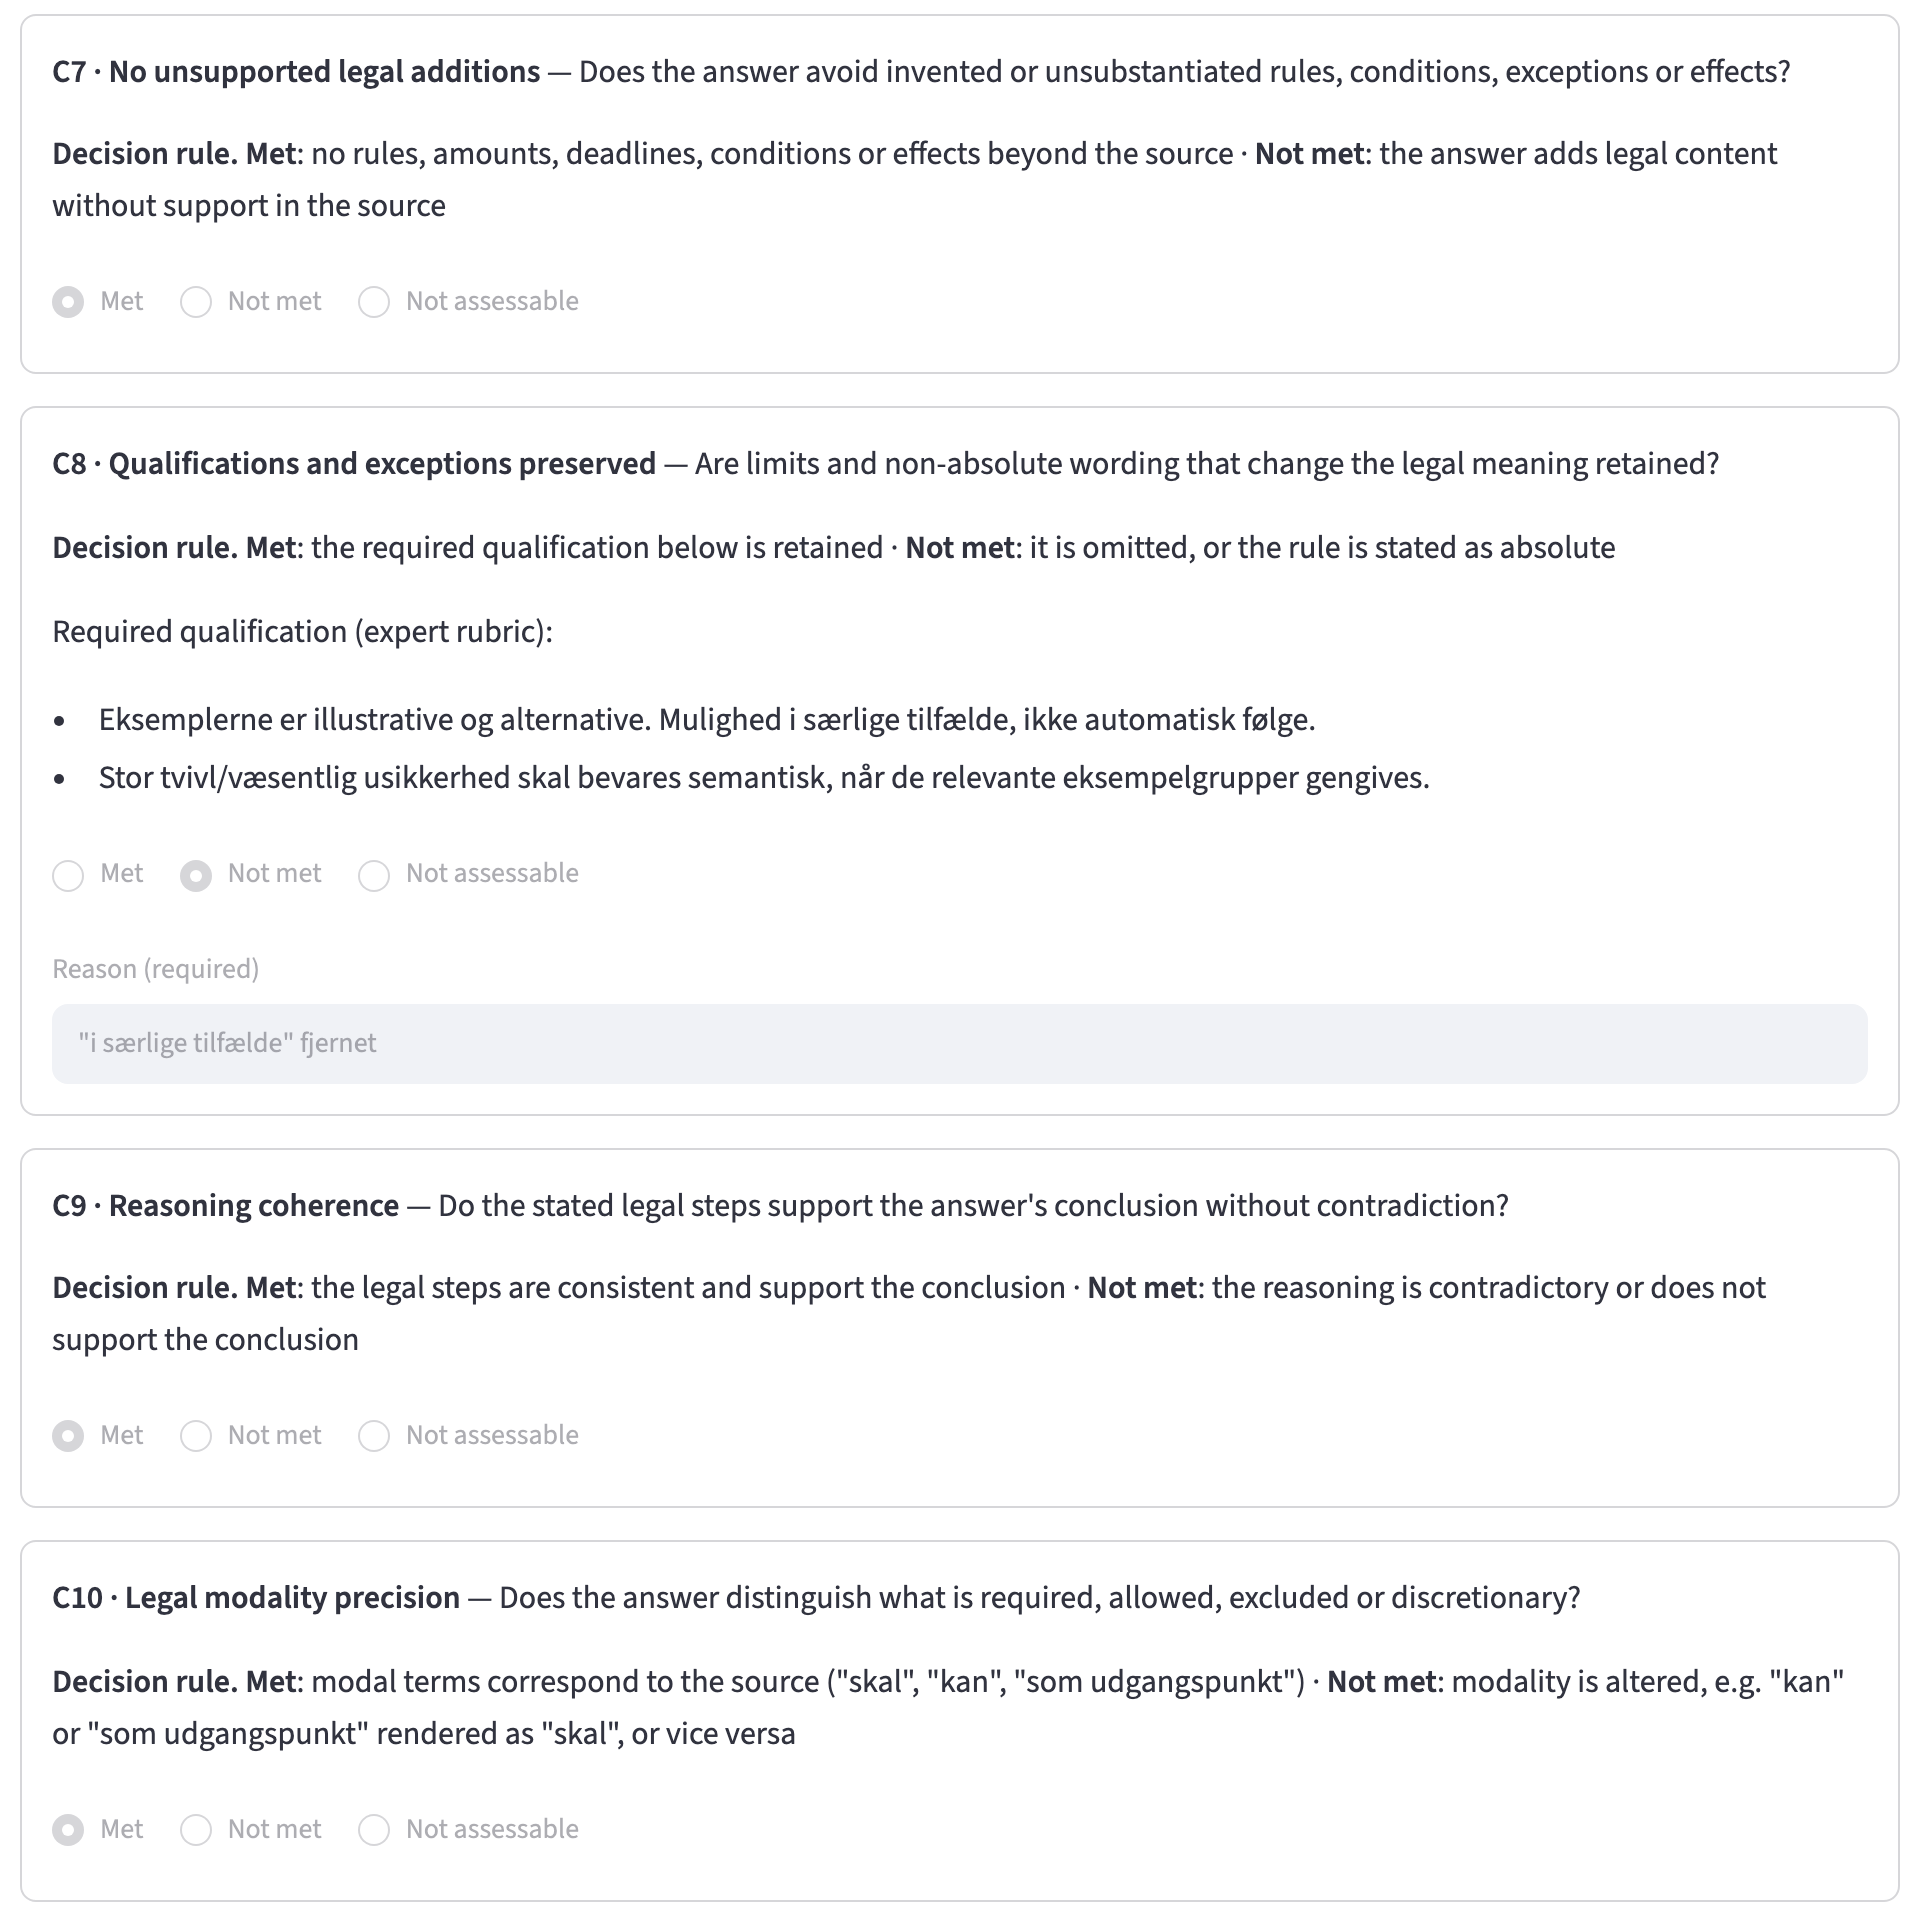 C7 · No unsupported legal additions — Does the answer avoid invented or unsubstantiated rules, conditions, exceptions or effects?
Decision rule. Met: no rules, amounts, deadlines, conditions or effects beyond the source · Not met: the answer adds legal content
without support in the source
Met Not met Not assessable
C8 · Qualifications and exceptions preserved — Are limits and non-absolute wording that change the legal meaning retained?
Decision rule. Met: the required qualification below is retained · Not met: it is omitted, or the rule is stated as absolute
Required qualification (expert rubric):
• Eksemplerne er illustrative og alternative. Mulighed i særlige tilfælde, ikke automatisk følge.
• Stor tvivl/væsentlig usikkerhed skal bevares semantisk, når de relevante eksempelgrupper gengives.
Met Not met Not assessable
Reason (required)
"i særlige tilfælde" fjernet
C9 · Reasoning coherence — Do the stated legal steps support the answer's conclusion without contradiction?
Decision rule. Met: the legal steps are consistent and support the conclusion · Not met: the reasoning is contradictory or does not
support the conclusion
Met Not met Not assessable
C10 · Legal modality precision — Does the answer distinguish what is required, allowed, excluded or discretionary?
Decision rule. Met: modal terms correspond to the source ("skal", "kan", "som udgangspunkt") · Not met: modality is altered, e.g. "kan"
or "som udgangspunkt" rendered as "skal", or vice versa
Met Not met Not assessable